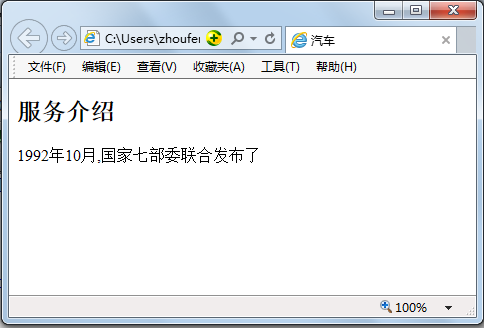 C:\Users\zhoufer
汽车
文件(F) 编辑(E) 查看(V) 收藏夹(A) 工具(T) 帮助(H)
服务介绍
1992年10月,国家七部委联合发布了
100%